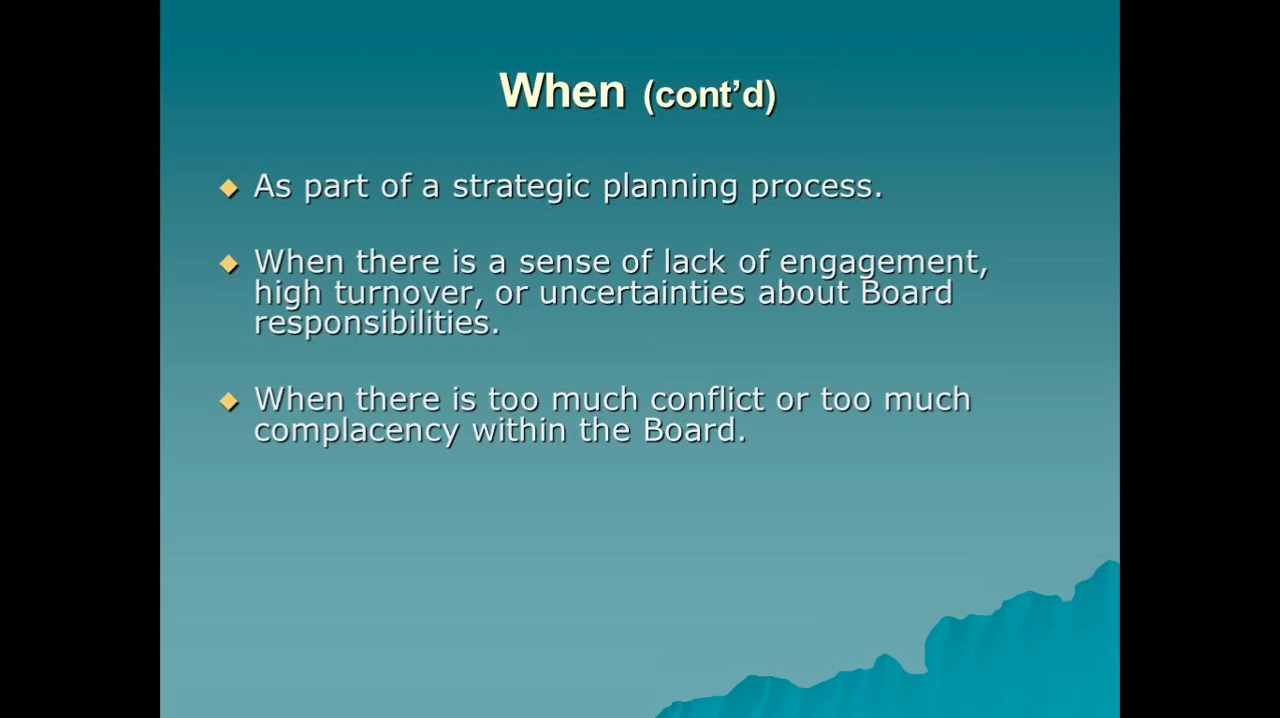 When (cont’d)
As part of a strategic planning process.
When there is a sense of lack of engagement,
high turnover, or uncertainties about Board
responsibilities.
When there is too much conflict or too much
complacency within the Board.